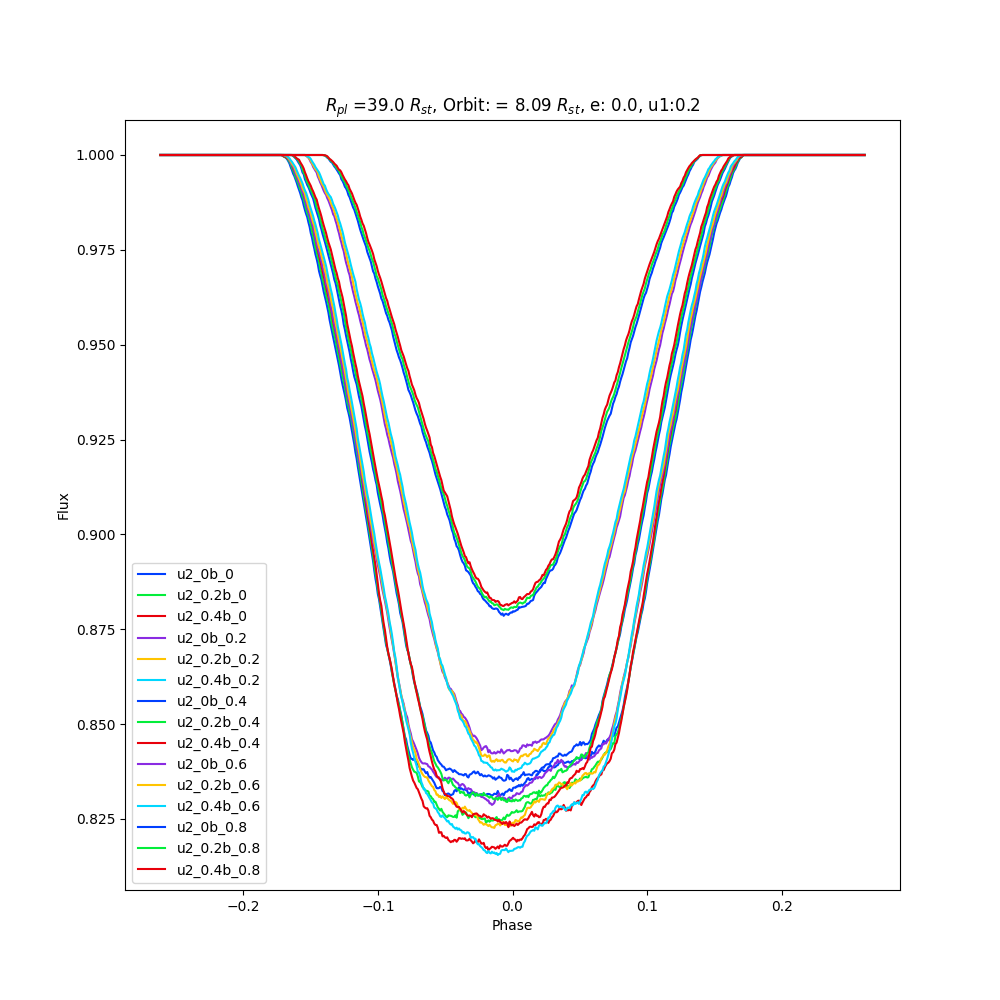 R_pl =39.0 R_st, Orbit: = 8.09 R_st, e: 0.0, u1:0.2
1.000
0.975
0.950
0.925
0.900
0.875
0.850
0.825
Flux
u2_0b_0
u2_0.2b_0
u2_0.4b_0
u2_0b_0.2
u2_0.2b_0.2
u2_0.4b_0.2
u2_0b_0.4
u2_0.2b_0.4
u2_0.4b_0.4
u2_0b_0.6
u2_0.2b_0.6
u2_0.4b_0.6
u2_0b_0.8
u2_0.2b_0.8
u2_0.4b_0.8
−0.2 −0.1 0.0 0.1 0.2
Phase